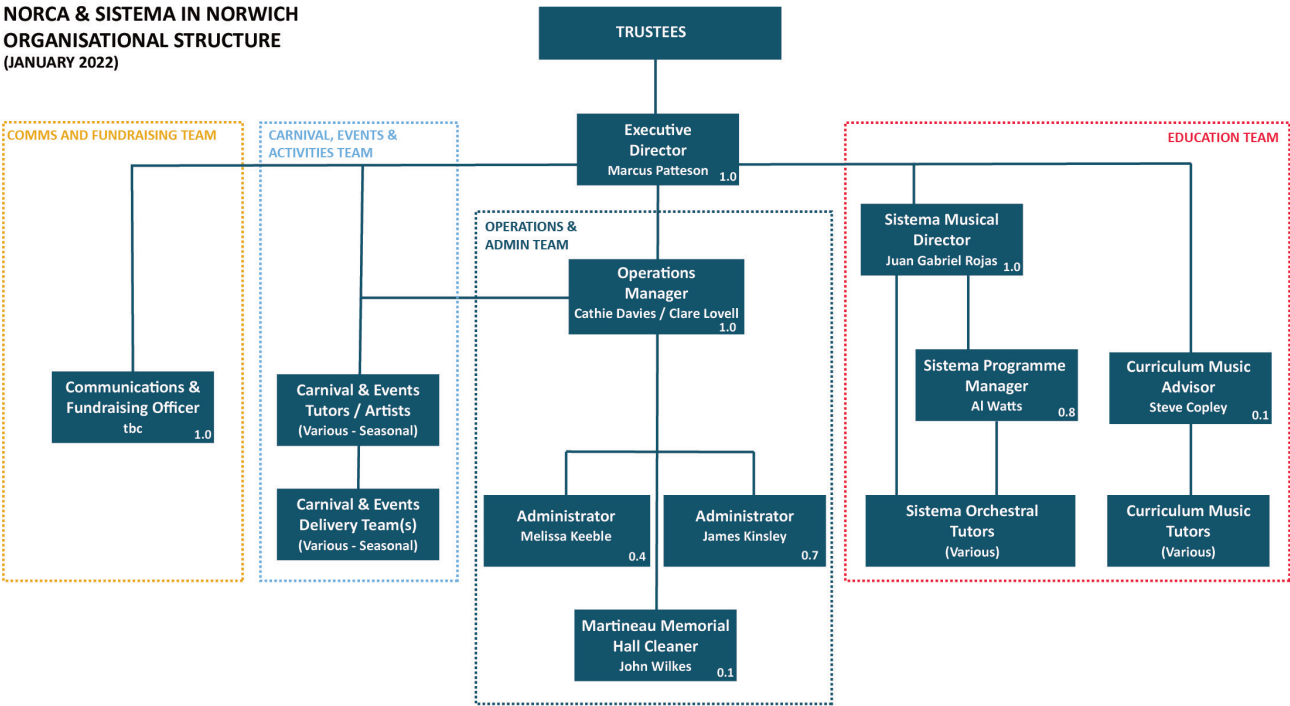 NORCA & SISTEMA IN NORWICH
ORGANISATIONAL STRUCTURE
(JANUARY 2022)
TRUSTEES
COMMS AND FUNDRAISING TEAM
CARNIVAL, EVENTS &
ACTIVITIES TEAM
Executive
Director
Marcus Patteson
1.0
EDUCATION TEAM
OPERATIONS &
ADMIN TEAM
Sistema Musical
Director
Juan Gabriel Rojas
1.0
Operations
Manager
Cathie Davies / Clare Lovell
1.0
Communications &
Fundraising Officer
tbc
1.0
Carnival & Events
Tutors / Artists
(Various - Seasonal)
Sistema Programme
Manager
Al Watts
0.8
Curriculum Music
Advisor
Steve Copley
0.1
Carnival & Events
Delivery Team(s)
(Various - Seasonal)
Administrator
Melissa Keeble
0.4
Administrator
James Kinsley
0.7
Sistema Orchestral
Tutors
(Various)
Curriculum Music
Tutors
(Various)
Martineau Memorial
Hall Cleaner
John Wilkes
0.1